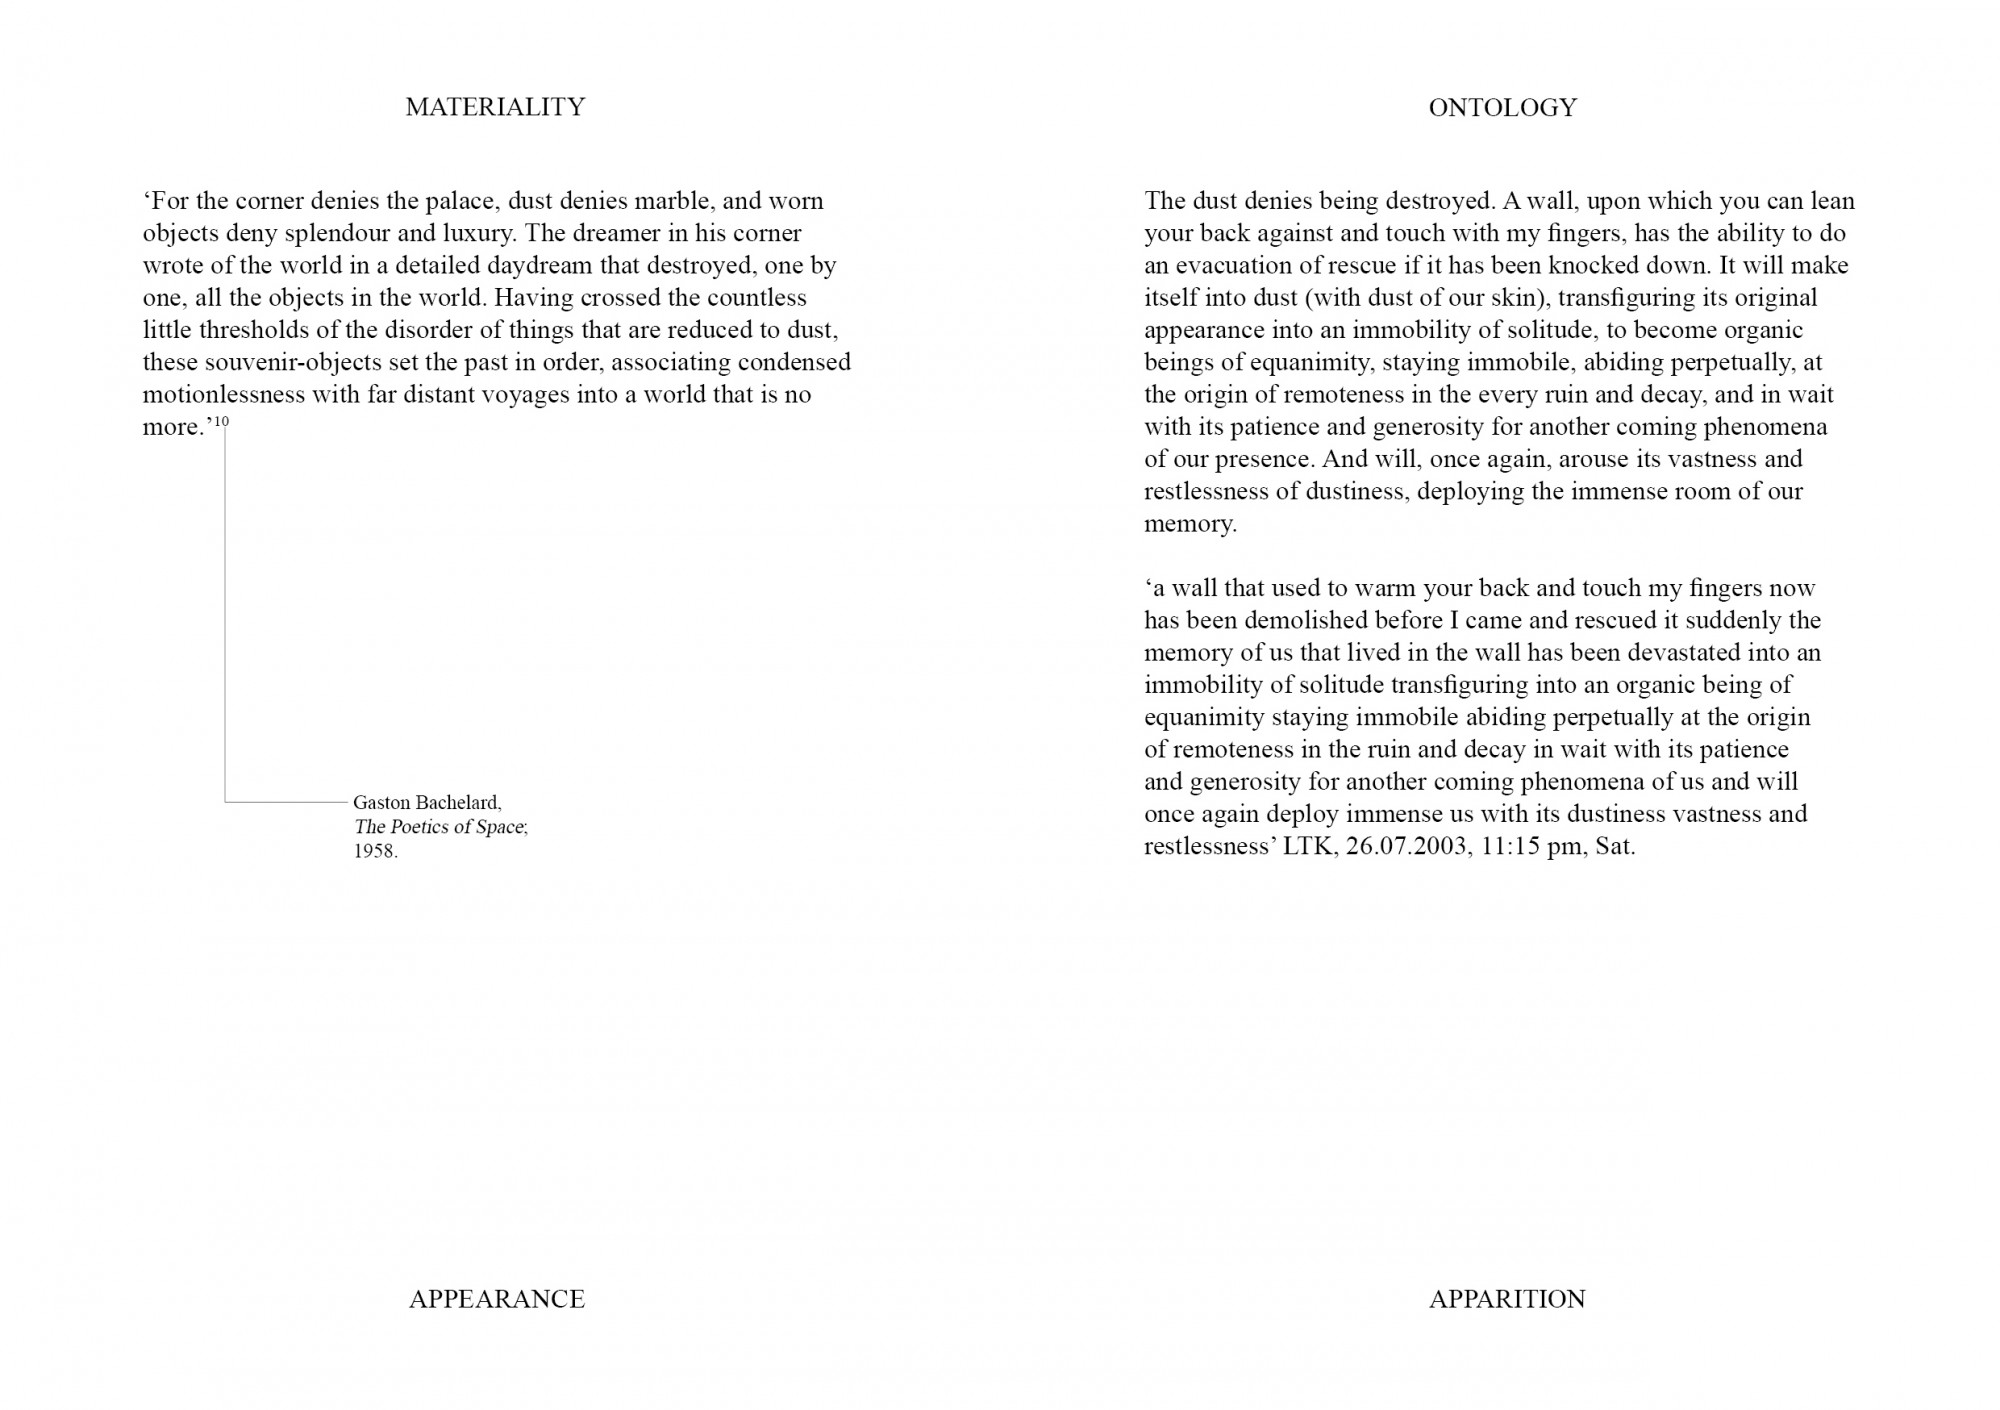 MATERIALITY
‘For the corner denies the palace, dust denies marble, and worn
objects deny splendour and luxury. The dreamer in his corner
wrote of the world in a detailed daydream that destroyed, one by
one, all the objects in the world. Having crossed the countless
little thresholds of the disorder of things that are reduced to dust,
these souvenir-objects set the past in order, associating condensed
motionlessness with far distant voyages into a world that is no
more.’10
Gaston Bachelard,
The Poetics of Space;
1958.
APPEARANCE
ONTOLOGY
The dust denies being destroyed. A wall, upon which you can lean
your back against and touch with my fingers, has the ability to do
an evacuation of rescue if it has been knocked down. It will make
itself into dust (with dust of our skin), transfiguring its original
appearance into an immobility of solitude, to become organic
beings of equanimity, staying immobile, abiding perpetually, at
the origin of remoteness in the every ruin and decay, and in wait
with its patience and generosity for another coming phenomena
of our presence. And will, once again, arouse its vastness and
restlessness of dustiness, deploying the immense room of our
memory.
‘a wall that used to warm your back and touch my fingers now
has been demolished before I came and rescued it suddenly the
memory of us that lived in the wall has been devastated into an
immobility of solitude transfiguring into an organic being of
equanimity staying immobile abiding perpetually at the origin
of remoteness in the ruin and decay in wait with its patience
and generosity for another coming phenomena of us and will
once again deploy immense us with its dustiness vastness and
restlessness’ LTK, 26.07.2003, 11:15 pm, Sat.
APPARITION